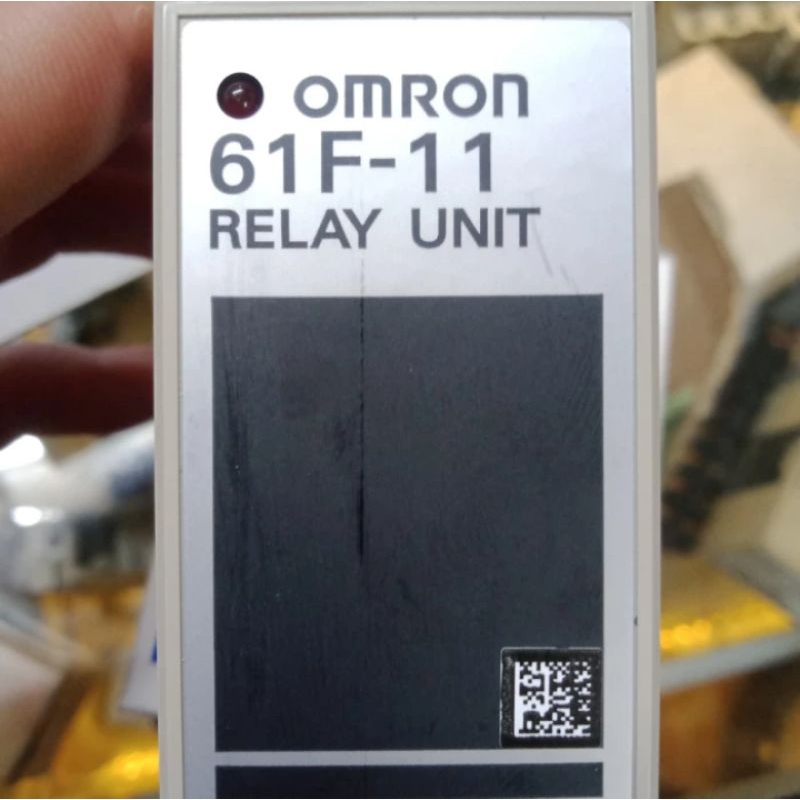 OMRON
61F-11
RELAY UNIT